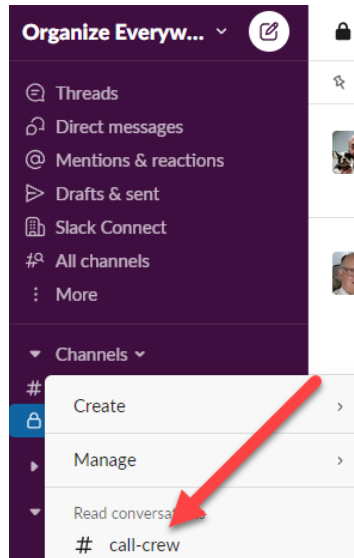 Organize Everyw...
Threads
Direct messages
Mentions & reactions
Drafts & sent
Slack Connect
All channels
More
Channels
#
Create
Manage
Read
# call-crew